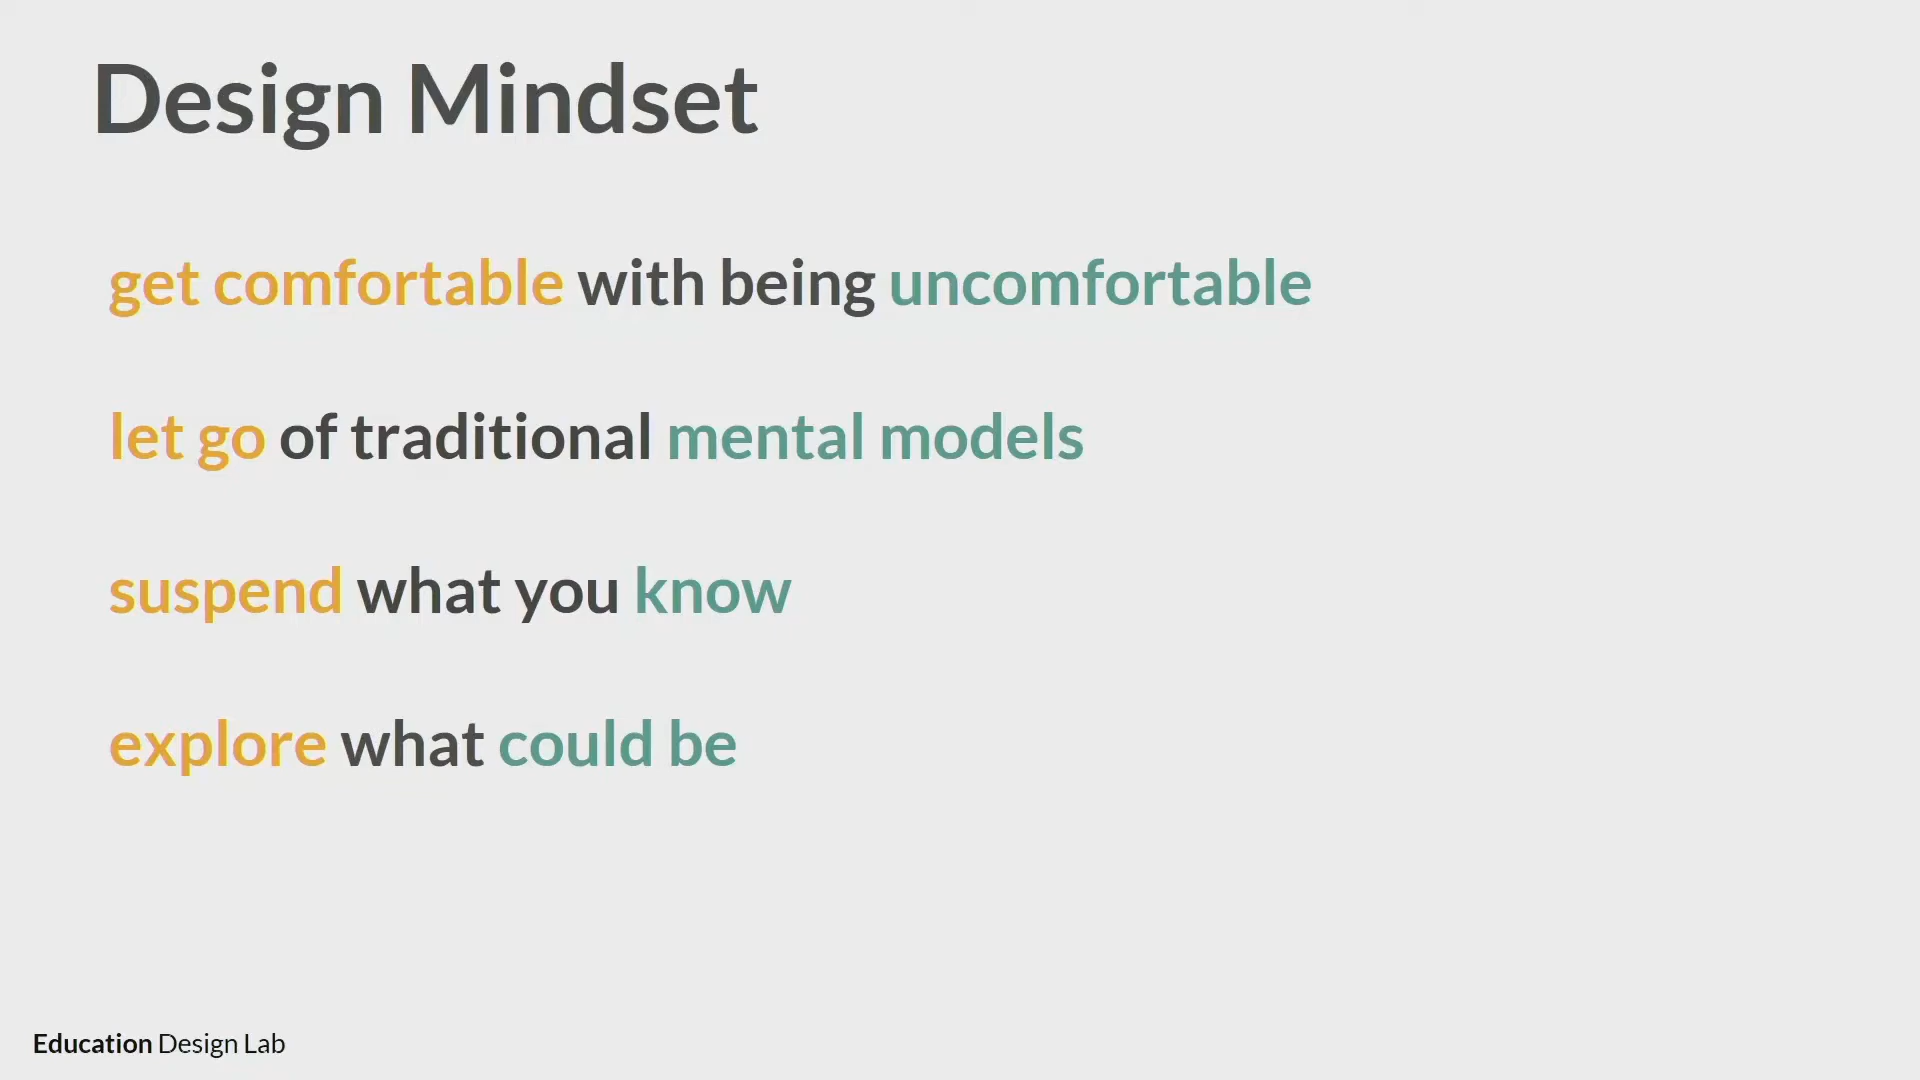 Design Mindset
get comfortable with being uncomfortable
let go of traditional mental models
suspend what you know
explore what could be
Education Design Lab